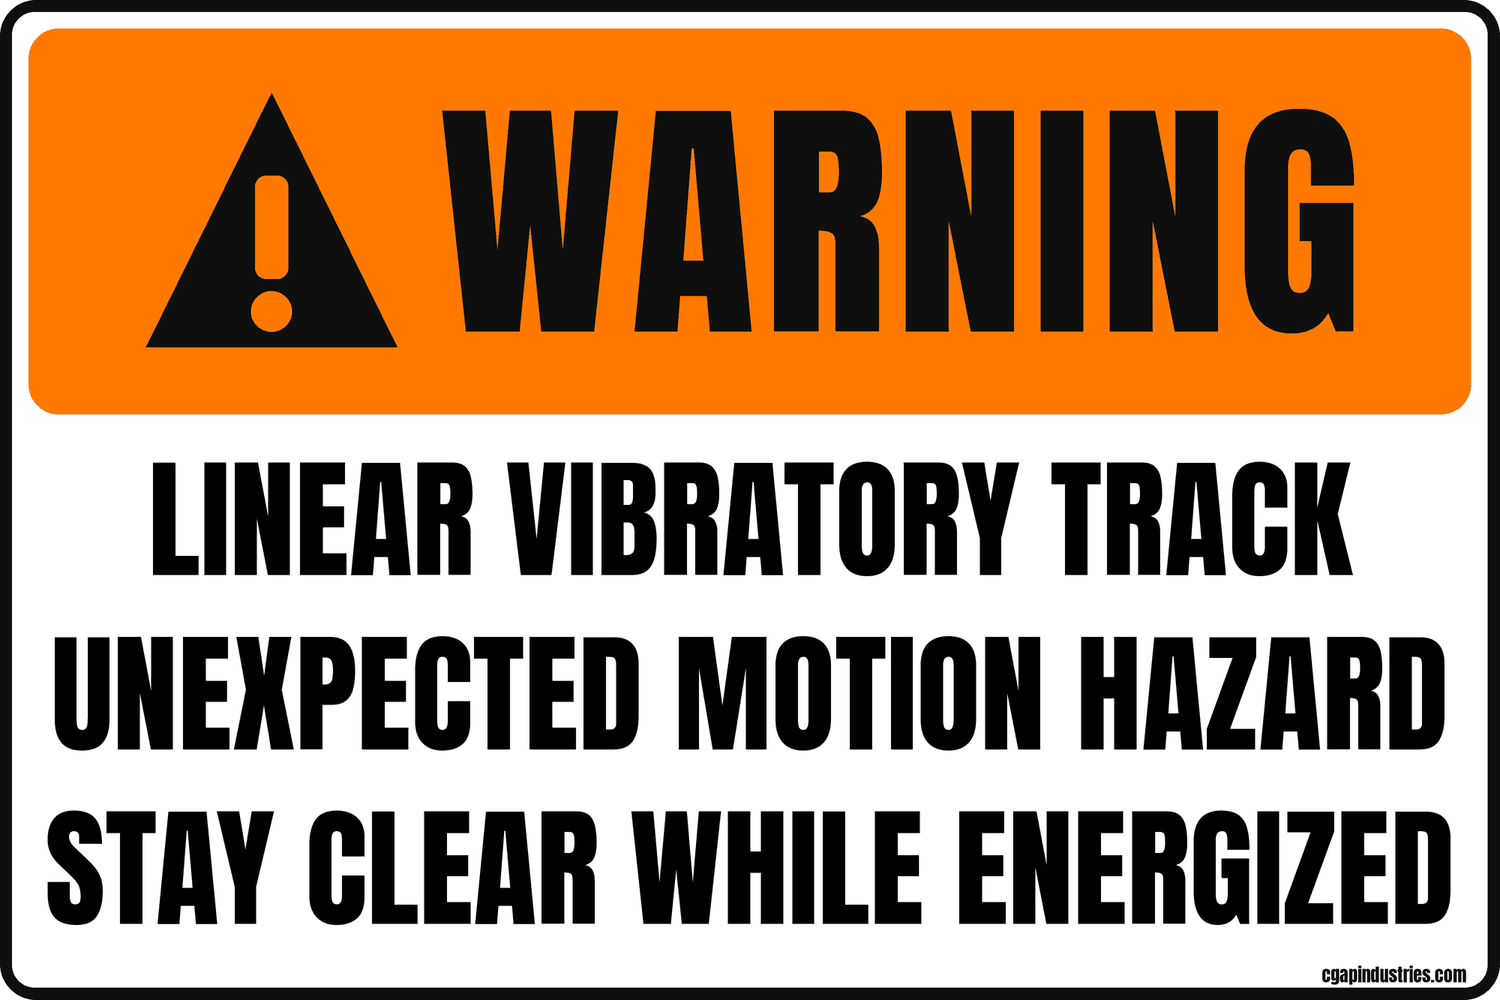 WARNING
LINEAR VIBRATORY TRACK
UNEXPECTED MOTION HAZARD
STAY CLEAR WHILE ENERGIZED
cgapindustries.com